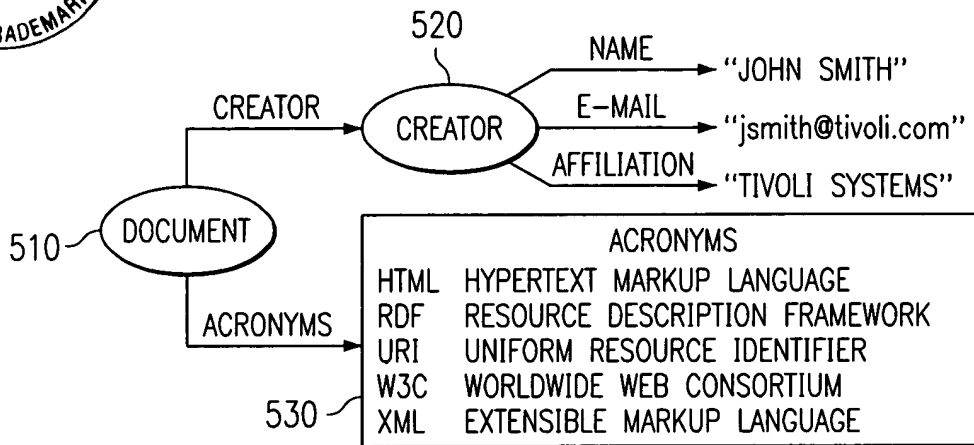 TRADEMARK
520
NAME
"JOHN SMITH"
CREATOR
CREATOR
E-MAIL
"jsmith@tivoli.com"
AFFILIATION
"TIVOLI SYSTEMS"
510
DOCUMENT
ACRONYMS
ACRONYMS
HTML HYPERTEXT MARKUP LANGUAGE
RDF RESOURCE DESCRIPTION FRAMEWORK
URI UNIFORM RESOURCE IDENTIFIER
W3C WORLDWIDE WEB CONSORTIUM
XML EXTENSIBLE MARKUP LANGUAGE
530